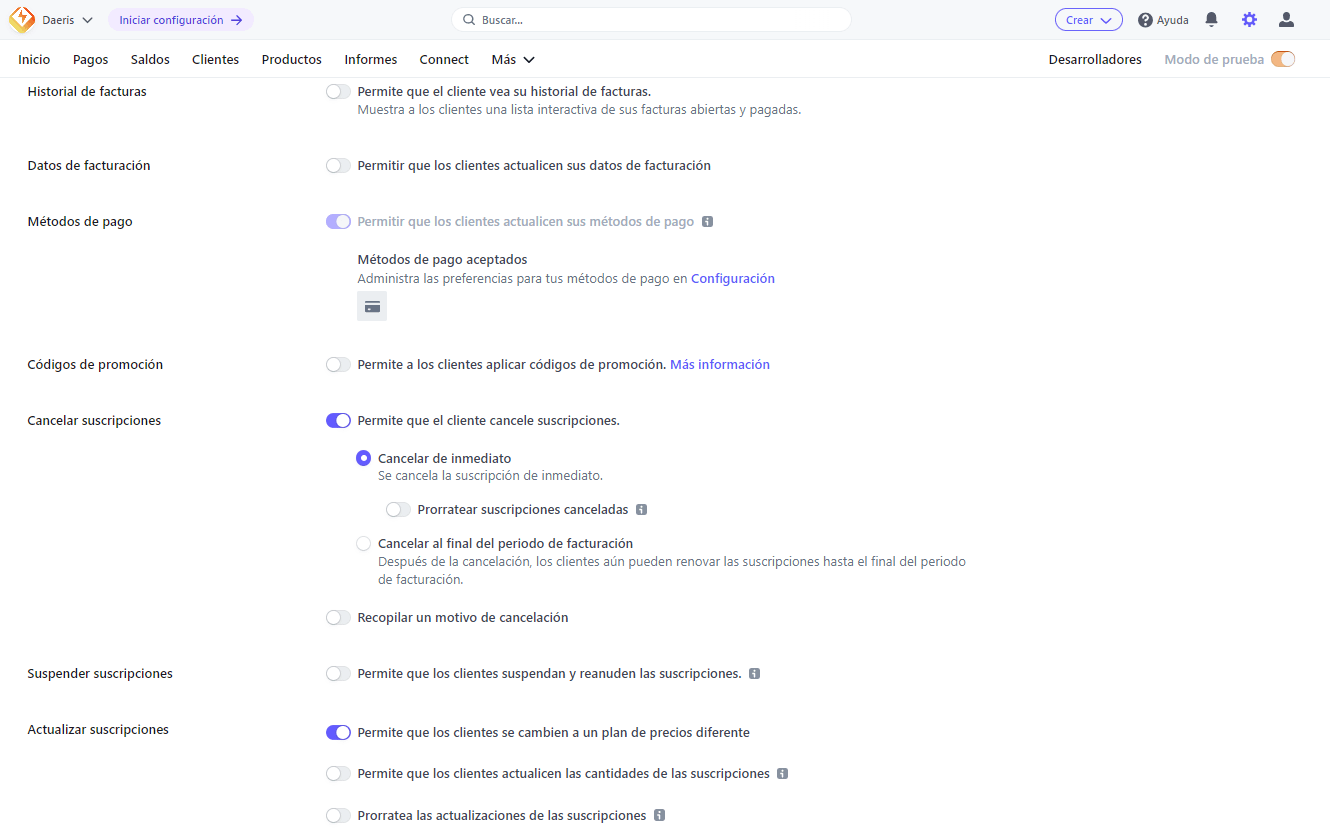 Daeris
Iniciar configuración →
Buscar...
Crear
Ayuda
Inicio Pagos Saldos Clientes Productos Informes Connect Más
Desarrolladores Modo de prueba
Historial de facturas
Permite que el cliente vea su historial de facturas.
Muestra a los clientes una lista interactiva de sus facturas abiertas y pagadas.
Datos de facturación
Permitir que los clientes actualicen sus datos de facturación
Métodos de pago
Permitir que los clientes actualicen sus métodos de pago
Métodos de pago aceptados
Administra las preferencias para tus métodos de pago en Configuración
Códigos de promoción
Permite a los clientes aplicar códigos de promoción. Más información
Cancelar suscripciones
Permite que el cliente cancele suscripciones.
Cancelar de inmediato
Se cancela la suscripción de inmediato.
Prorratear suscripciones canceladas
Cancelar al final del periodo de facturación
Después de la cancelación, los clientes aún pueden renovar las suscripciones hasta el final del periodo
de facturación.
Recopilar un motivo de cancelación
Suspender suscripciones
Permite que los clientes suspendan y reanuden las suscripciones.
Actualizar suscripciones
Permite que los clientes se cambien a un plan de precios diferente
Permite que los clientes actualicen las cantidades de las suscripciones
Prorratea las actualizaciones de las suscripciones